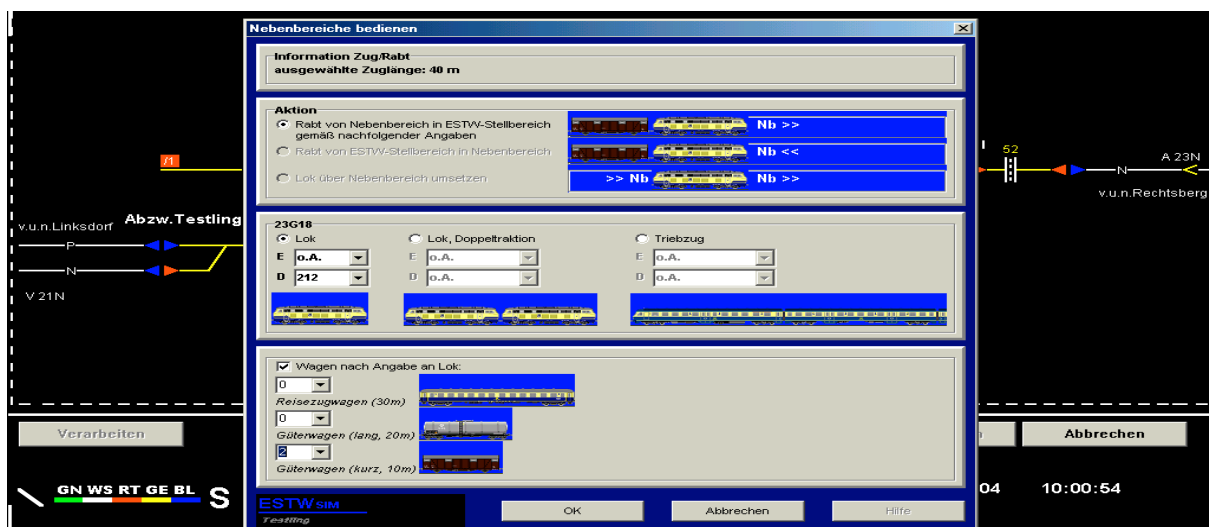 Nebenbereiche bedienen
Information Zug/Rabt
ausgewählte Zuglänge: 40 m
Aktion
Rabt von Nebenbereich in ESTW-Stellbereich
gemäß nachfolgender Angaben
Nb >>
Rabt von ESTW-Stellbereich in Nebenbereich
Nb <<
Lok über Nebenbereich umsetzen
>> Nb
Nb >>
/1
52
A 23N
N
v.u.n.Rechtsberg
v.u.n.Linksdorf
Abzw.Testling
P
N
V 21N
23G18
Lok
Lok, Doppeltraktion
Triebzug
E o.A.
E o.A.
E o.A.
D 212
D o.A.
D o.A.
Wagen nach Angabe an Lok:
0
Reisezugwagen (30m)
0
Güterwagen (lang, 20m)
2
Güterwagen (kurz, 10m)
Verarbeiten
Abbrechen
GN WS RT GE BL
S
04
10:00:54
ESTWSIM
Testling
OK
Abbrechen
Hilfe